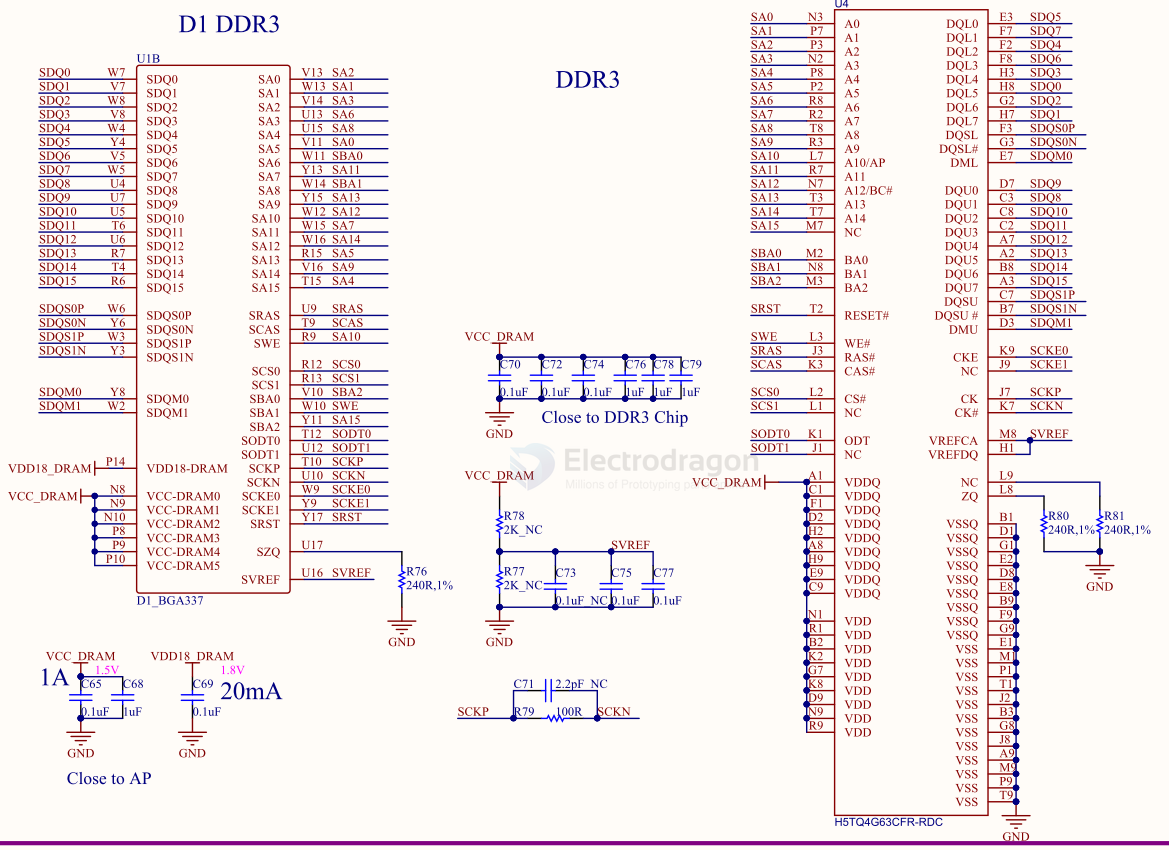 D1 DDR3
U1B
SDQ0 W7 SDQ0 SA0 V13 SA2
SDQ1 V7 SDQ1 SA1 W13 SA1
SDQ2 W8 SDQ2 SA2 V14 SA3
SDQ3 V8 SDQ3 SA3 U13 SA6
SDQ4 W4 SDQ4 SA4 U15 SA8
SDQ5 Y4 SDQ5 SA5 V11 SA0
SDQ6 V5 SDQ6 SA6 W11 SBA0
SDQ7 W5 SDQ7 SA7 Y13 SA11
SDQ8 U4 SDQ8 SA8 W14 SBA1
SDQ9 U7 SDQ9 SA9 Y15 SA13
SDQ10 U5 SDQ10 SA10 W12 SA12
SDQ11 T6 SDQ11 SA11 W15 SA7
SDQ12 U6 SDQ12 SA12 W16 SA14
SDQ13 R7 SDQ13 SA13 R15 SA5
SDQ14 T4 SDQ14 SA14 V16 SA9
SDQ15 R6 SDQ15 SA15 T15 SA4
SDQS0P W6 SDQS0P SRAS U9 SRAS
SDQS0N Y6 SDQS0N SCAS T9 SCAS
SDQS1P W3 SDQS1P SWE R9 SA10
SDQS1N Y3 SDQS1N
SCS0 R12 SCS0
SCS1 R13 SCS1
SDQM0 Y8 SDQM0 SBA0 V10 SBA2
SDQM1 W2 SDQM1 SBA1 W10 SWE
SBA2 Y11 SA15
SODT0 T12 SODT0
SODT1 U12 SODT1
VDD18_DRAM P14 VDD18-DRAM SCKP T10 SCKP
SCKN U10 SCKN
VCC_DRAM N8 VCC-DRAM0 SCKE0 W9 SCKE0
N9 VCC-DRAM1 SCKE1 Y9 SCKE1
N10 VCC-DRAM2 SRST Y17 SRST
P8 VCC-DRAM3
P9 VCC-DRAM4 SZQ U17
P10 VCC-DRAM5
SVREF U16 SVREF
R76
240R,1%
GND
D1_BGA337
VCC_DRAM
1.5V
1A
C65 C68
0.1uF 1uF
GND
VDD18_DRAM
1.8V
C69 20mA
0.1uF
GND
Close to AP
DDR3
VCC_DRAM
C70 C72 C74 C76 C78 C79
0.1uF 0.1uF 0.1uF 1uF 1uF 1uF
Close to DDR3 Chip
GND
Electrodragon
VCC_DRAM
R78
2K_NC
SVREF
R77 C73 C75 C77
2K_NC
0.1uF_NC 0.1uF 0.1uF
GND
C71 2.2pF_NC
SCKP R79 100R SCKN
U4
SA0 N3 A0 DQL0 E3 SDQ5
SA1 P7 A1 DQL1 F7 SDQ7
SA2 P3 A2 DQL2 F2 SDQ4
SA3 N2 A3 DQL3 F8 SDQ6
SA4 P8 A4 DQL4 H3 SDQ3
SA5 P2 A5 DQL5 H8 SDQ0
SA6 R8 A6 DQL6 G2 SDQ2
SA7 R2 A7 DQL7 H7 SDQ1
SA8 T8 A8 DQSL F3 SDQS0P
SA9 R3 A9 DQSL# G3 SDQS0N
SA10 L7 A10/AP DML E7 SDQM0
SA11 R7 A11
SA12 N7 A12/BC# DQU0 D7 SDQ9
SA13 T3 A13 DQU1 C3 SDQ8
SA14 T7 A14 DQU2 C8 SDQ10
SA15 M7 NC DQU3 C2 SDQ11
DQU4 A7 SDQ12
SBA0 M2 BA0 DQU5 A2 SDQ13
SBA1 N8 BA1 DQU6 B8 SDQ14
SBA2 M3 BA2 DQU7 A3 SDQ15
DQSU C7 SDQS1P
SRST T2 RESET# DQSU # B7 SDQS1N
DMU D3 SDQM1
SWE L3 WE#
SRAS J3 RAS# CKE K9 SCKE0
SCAS K3 CAS# NC J9 SCKE1
SCS0 L2 CS# CK J7 SCKP
SCS1 L1 NC CK# K7 SCKN
SODT0 K1 ODT VREFCA M8 SVREF
SODT1 J1 NC VREFDQ H1
VCC_DRAM A1 VDDQ NC L9
C1 VDDQ ZQ L8
F1 VDDQ
D2 VDDQ VSSQ B1
H2 VDDQ VSSQ D1
A8 VDDQ VSSQ G1
H9 VDDQ VSSQ E2
E9 VDDQ VSSQ D8
C9 VDDQ VSSQ E8
VSSQ B9
N1 VDD VSSQ F9
R1 VDD VSSQ G9
B2 VDD VSS E1
K2 VDD VSS M1
G7 VDD VSS P1
K8 VDD VSS T1
D9 VDD VSS J2
N9 VDD VSS B3
R9 VDD VSS G8
VSS J8
VSS A9
VSS M9
VSS P9
VSS T9
R80 R81
240R,1% 240R,1%
GND
H5TQ4G63CFR-RDC
GND